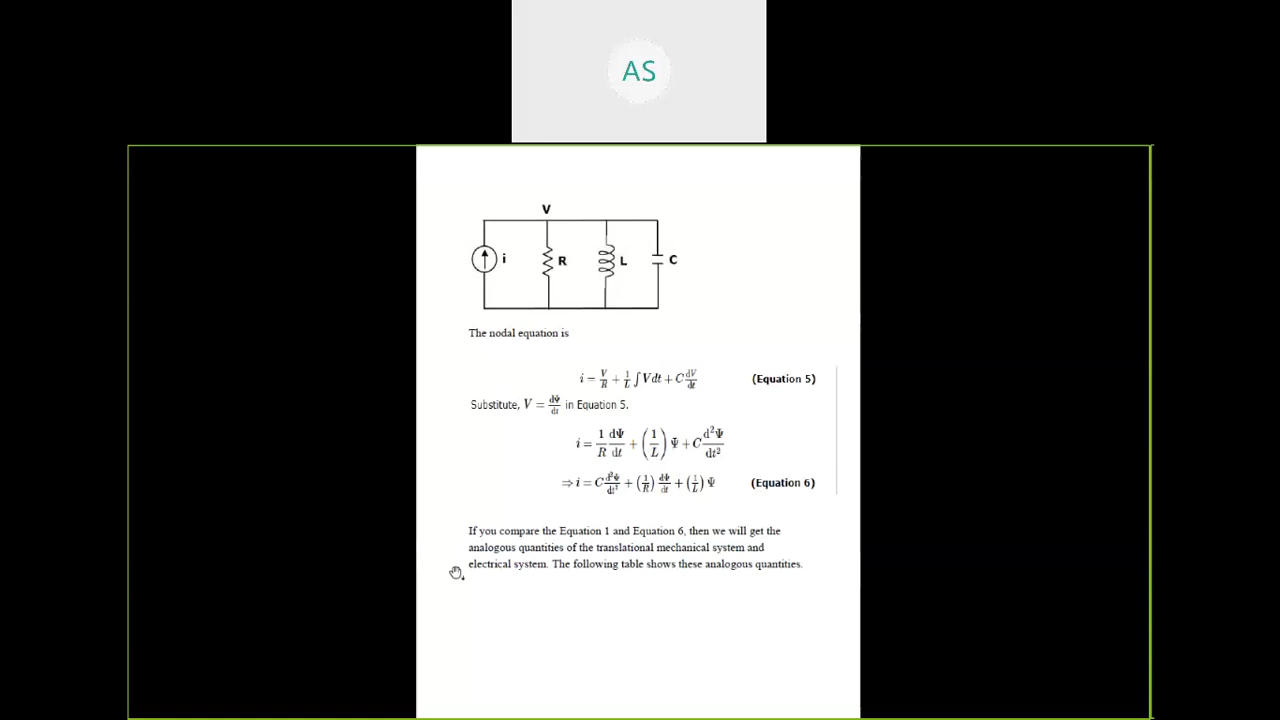 AS
V
i
R
L
C
The nodal equation is
i = V/R + 1/L ∫Vdt + C dV/dt (Equation 5)
Substitute, V = dΨ/dt in Equation 5.
i = 1/R dΨ/dt + (1/L) Ψ + C d²Ψ/dt²
⇒ i = C d²Ψ/dt² + (1/R) dΨ/dt + (1/L) Ψ (Equation 6)
If you compare the Equation 1 and Equation 6, then we will get the
analogous quantities of the translational mechanical system and
electrical system. The following table shows these analogous quantities.